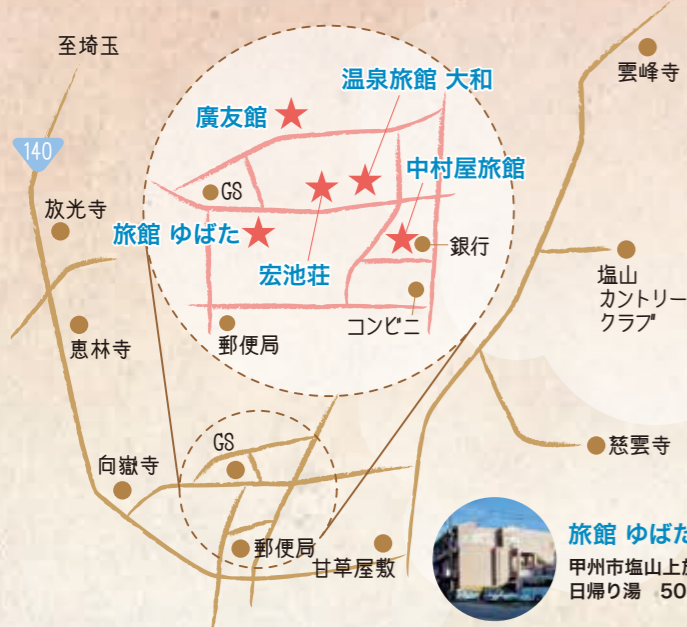 至埼玉
140
放光寺
恵林寺
向嶽寺
温泉旅館 大和
廣友館
中村屋旅館
GS
旅館 ゆばた
宏池荘
銀行
コンビニ
郵便局
雲峰寺
塩山
カントリー
クラブ
慈雲寺
GS
郵便局
甘草屋敷
旅館 ゆばた
甲州市塩山上
日帰り湯 50